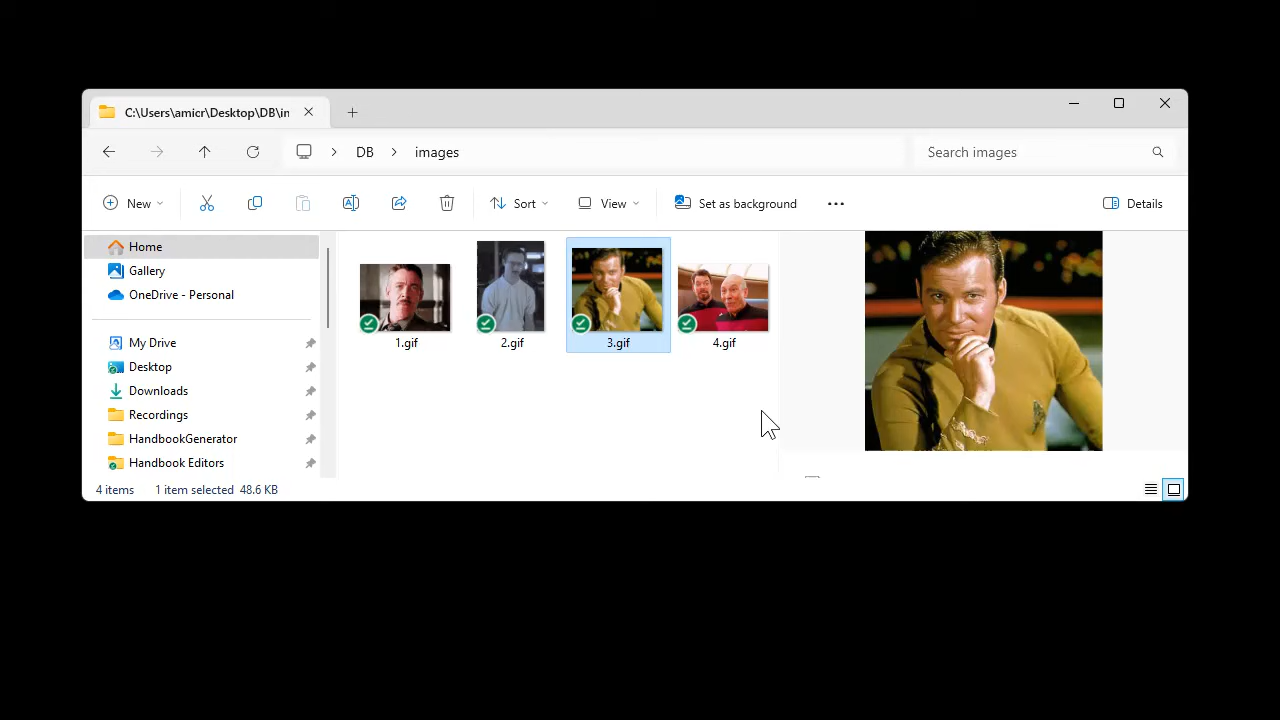 C:\Users\amicr\Desktop\DB\in
DB
images
Search images
New
Sort
View
Set as background
Details
Home
Gallery
OneDrive - Personal
My Drive
Desktop
Downloads
Recordings
HandbookGenerator
Handbook Editors
1.gif
2.gif
3.gif
4.gif
4 items 1 item selected 48.6 KB